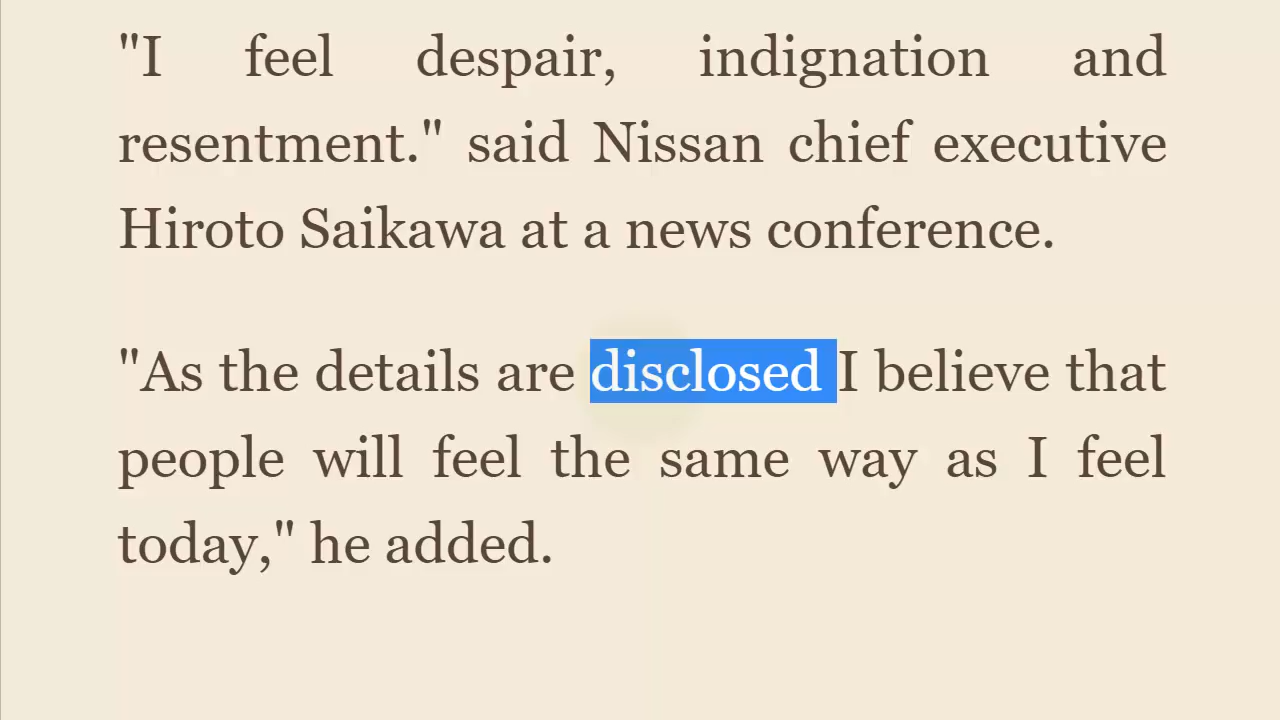 "I feel despair, indignation and
resentment." said Nissan chief executive
Hiroto Saikawa at a news conference.
"As the details are disclosed I believe that
people will feel the same way as I feel
today," he added.